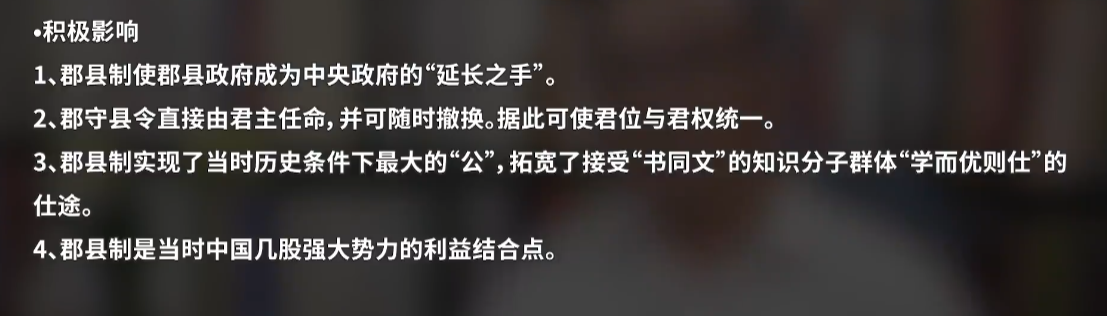 •积极影响
1、郡县制使郡县政府成为中央政府的“延长之手”。
2、郡守县令直接由君主任命，并可随时撤换。据此可使君位与君权统一。
3、郡县制实现了当时历史条件下最大的“公”，拓宽了接受“书同文”的知识分子群体“学而优则仕”的
仕途。
4、郡县制是当时中国几股强大势力的利益结合点。